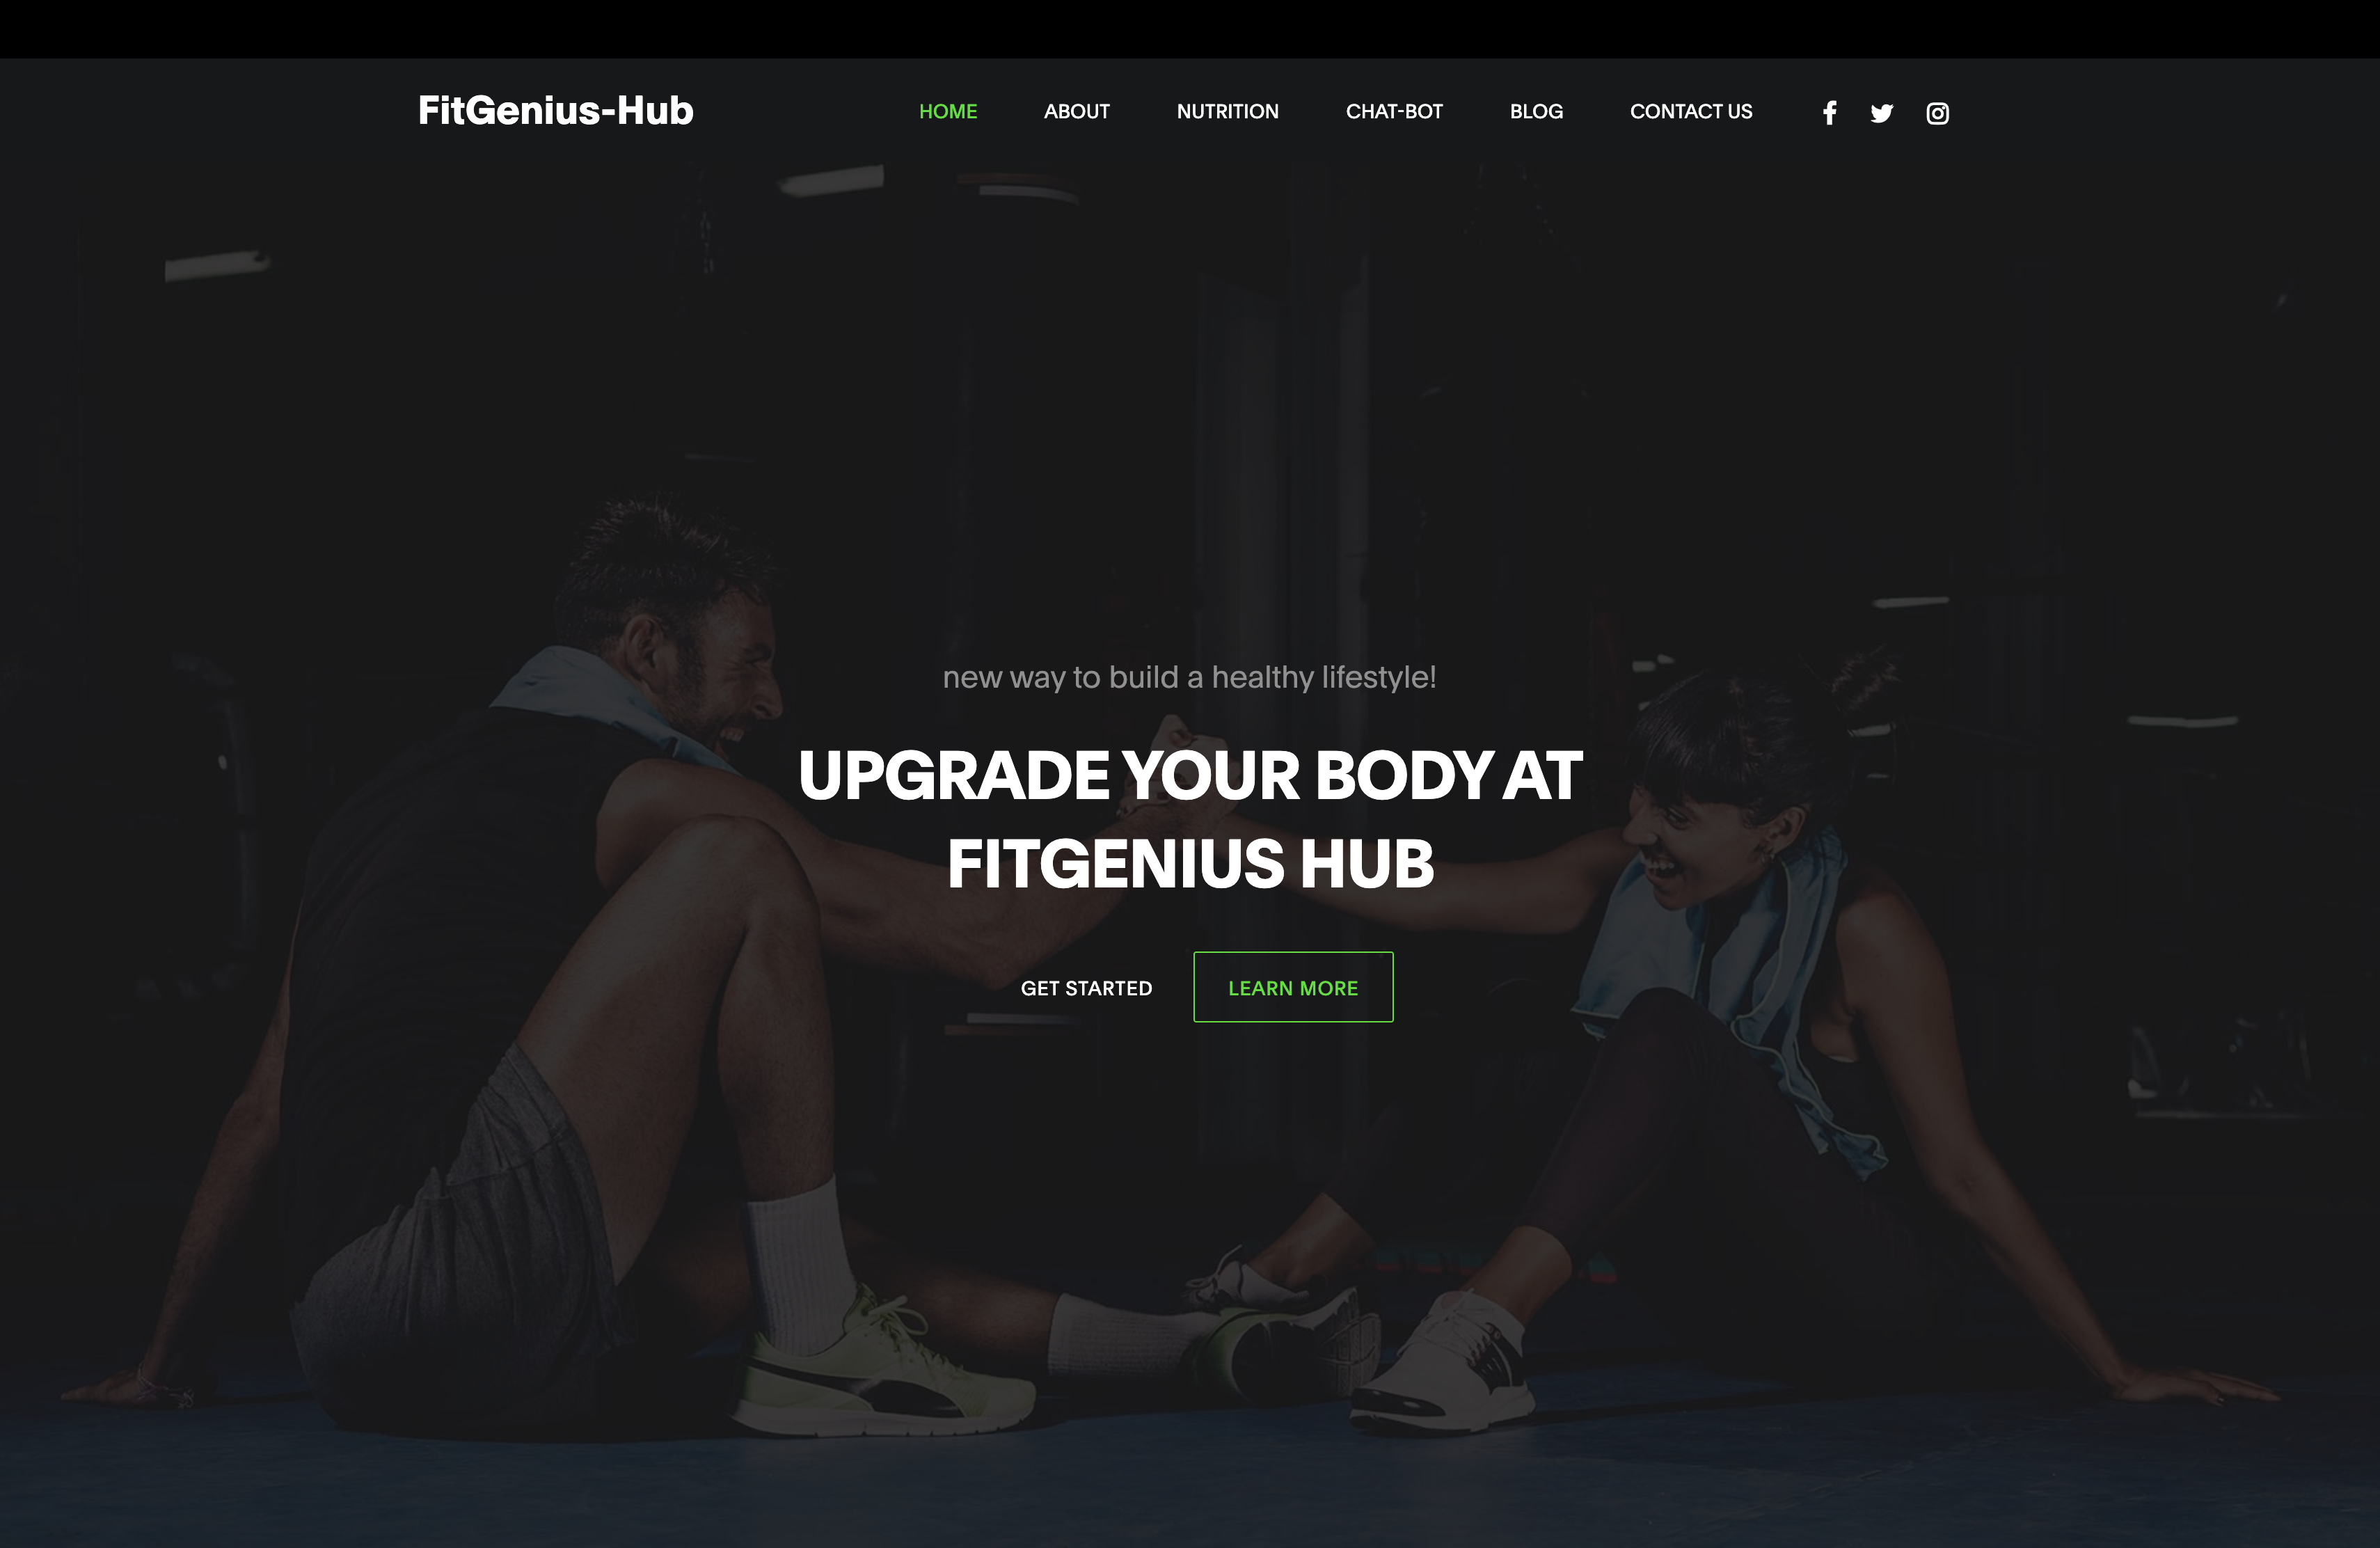 FitGenius-Hub
HOME ABOUT NUTRITION CHAT-BOT BLOG CONTACT US
new way to build a healthy lifestyle!
UPGRADE YOUR BODY AT
FITGENIUS HUB
GET STARTED LEARN MORE